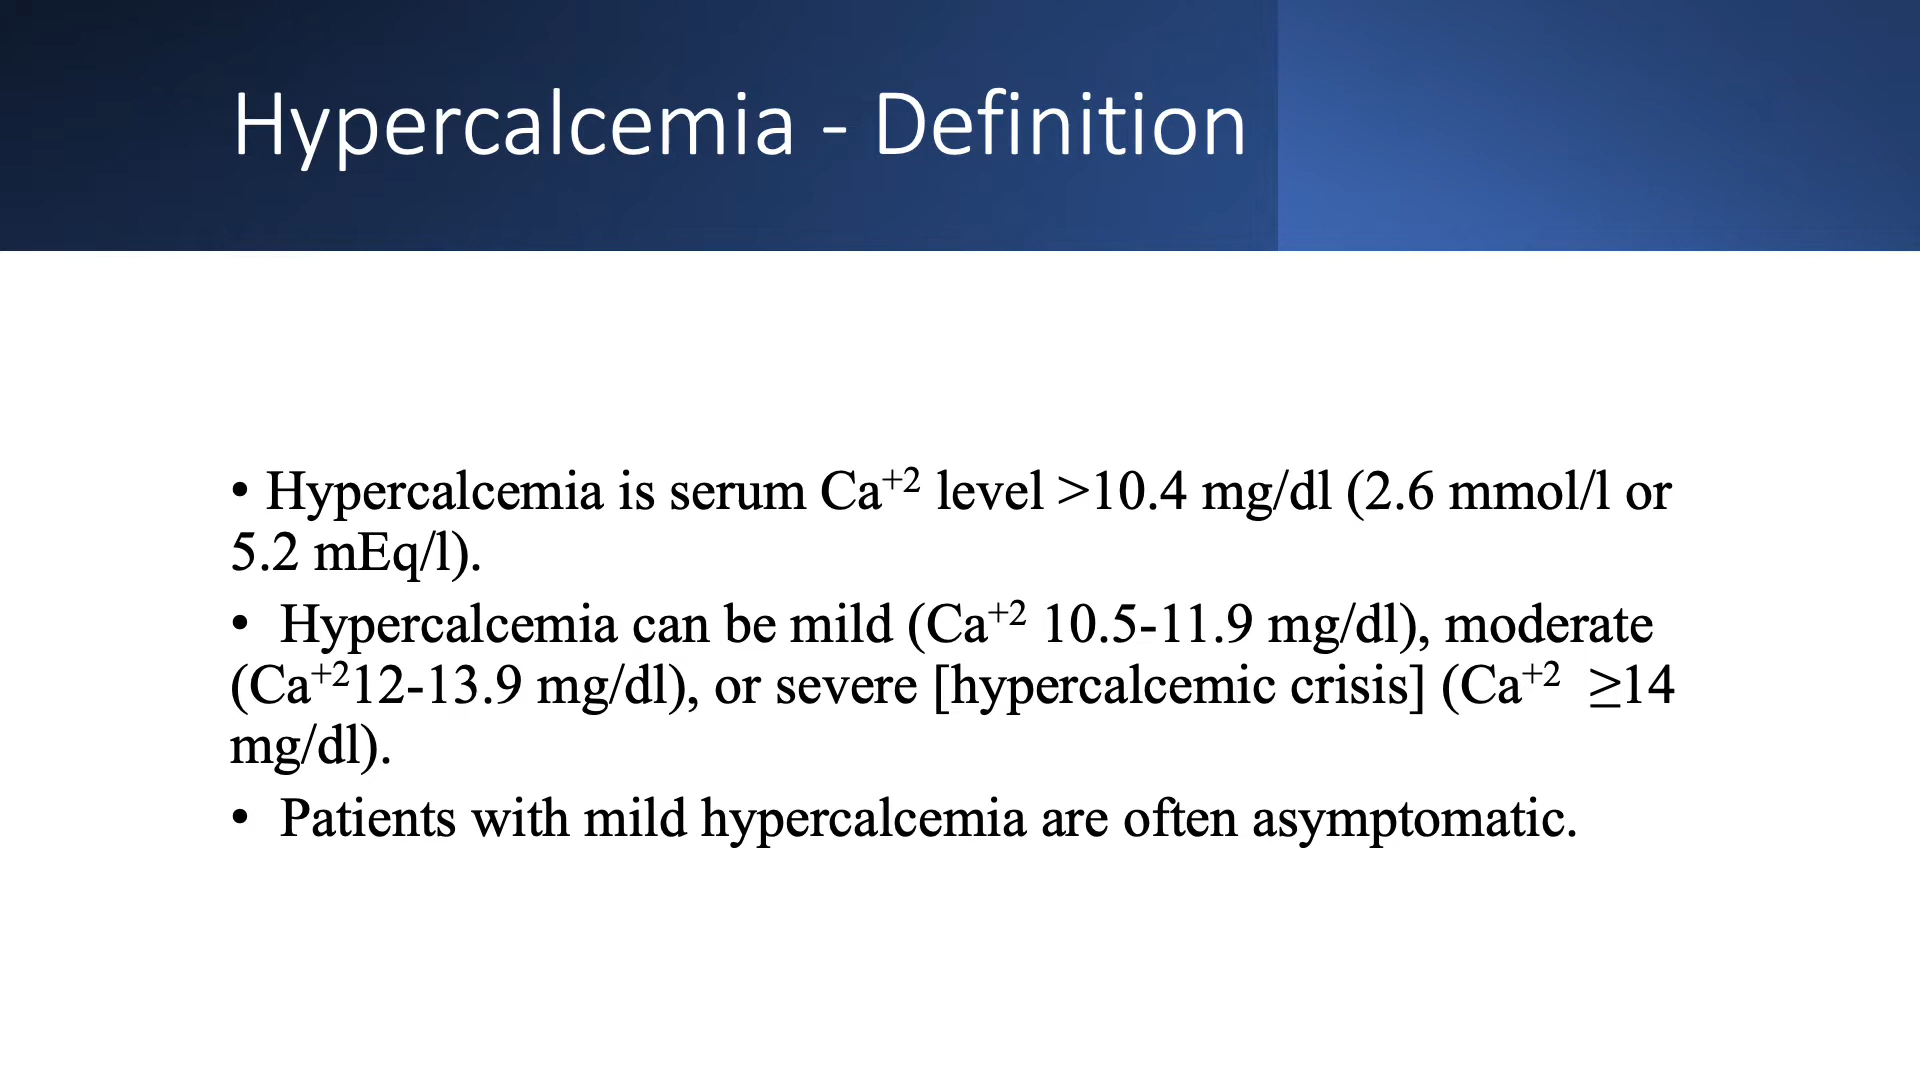 Hypercalcemia - Definition
• Hypercalcemia is serum Ca⁺² level >10.4 mg/dl (2.6 mmol/l or
5.2 mEq/l).
• Hypercalcemia can be mild (Ca⁺² 10.5-11.9 mg/dl), moderate
(Ca⁺²12-13.9 mg/dl), or severe [hypercalcemic crisis] (Ca⁺² ≥14
mg/dl).
• Patients with mild hypercalcemia are often asymptomatic.